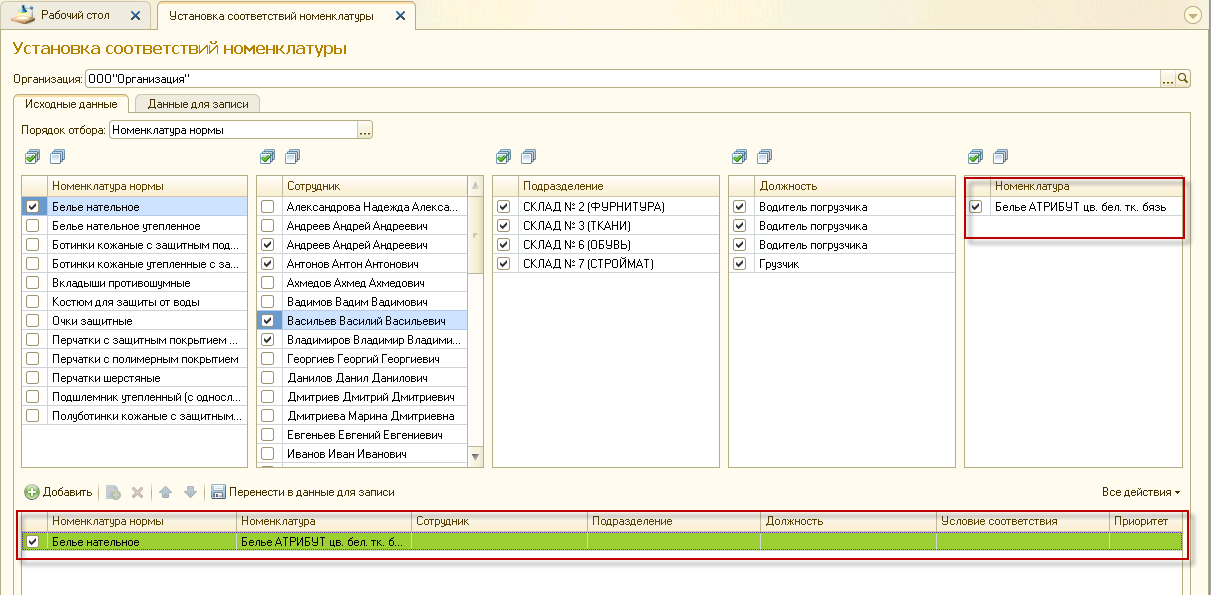 Рабочий стол
Установка соответствий номенклатуры
Установка соответствий номенклатуры
Организация: ООО"Организация"
Исходные данные
Данные для записи
Порядок отбора: Номенклатура нормы
Номенклатура нормы
Белье нательное
Белье нательное утепленное
Ботинки кожаные с защитным под...
Ботинки кожаные утепленные с за...
Вкладыши противошумные
Костюм для защиты от воды
Очки защитные
Перчатки с защитным покрытием ...
Перчатки с полимерным покрытием
Перчатки шерстяные
Подшлемник утепленный (с однось...
Полуботинки кожаные с защитным...
Сотрудник
Александрова Надежда Алекса...
Андреев Андрей Андреевич
Андреев Андрей Андреевич
Антонов Антон Антонович
Ахмедов Ахмед Ахмедович
Вадимов Вадим Вадимович
Васильев Василий Васильевич
Владимиров Владимир Владими...
Георгиев Георгий Георгиевич
Данилов Данил Данилович
Дмитриев Дмитрий Дмитриевич
Дмитриева Марина Дмитриевна
Евгеньев Евгений Евгениевич
Иванов Иван Иванович
Подразделение
СКЛАД № 2 (ФУРНИТУРА)
СКЛАД № 3 (ТКАНИ)
СКЛАД № 6 (ОБУВЬ)
СКЛАД № 7 (СТРОЙМАТ)
Должность
Водитель погрузчика
Водитель погрузчика
Водитель погрузчика
Грузчик
Номенклатура
Белье АТРИБУТ цв. бел. тк. бязь
Добавить
Перенести в данные для записи
Все действия
Номенклатура нормы
Номенклатура
Сотрудник
Подразделение
Должность
Условие соответствия
Приоритет
Белье нательное
Белье АТРИБУТ цв. бел. тк. б...